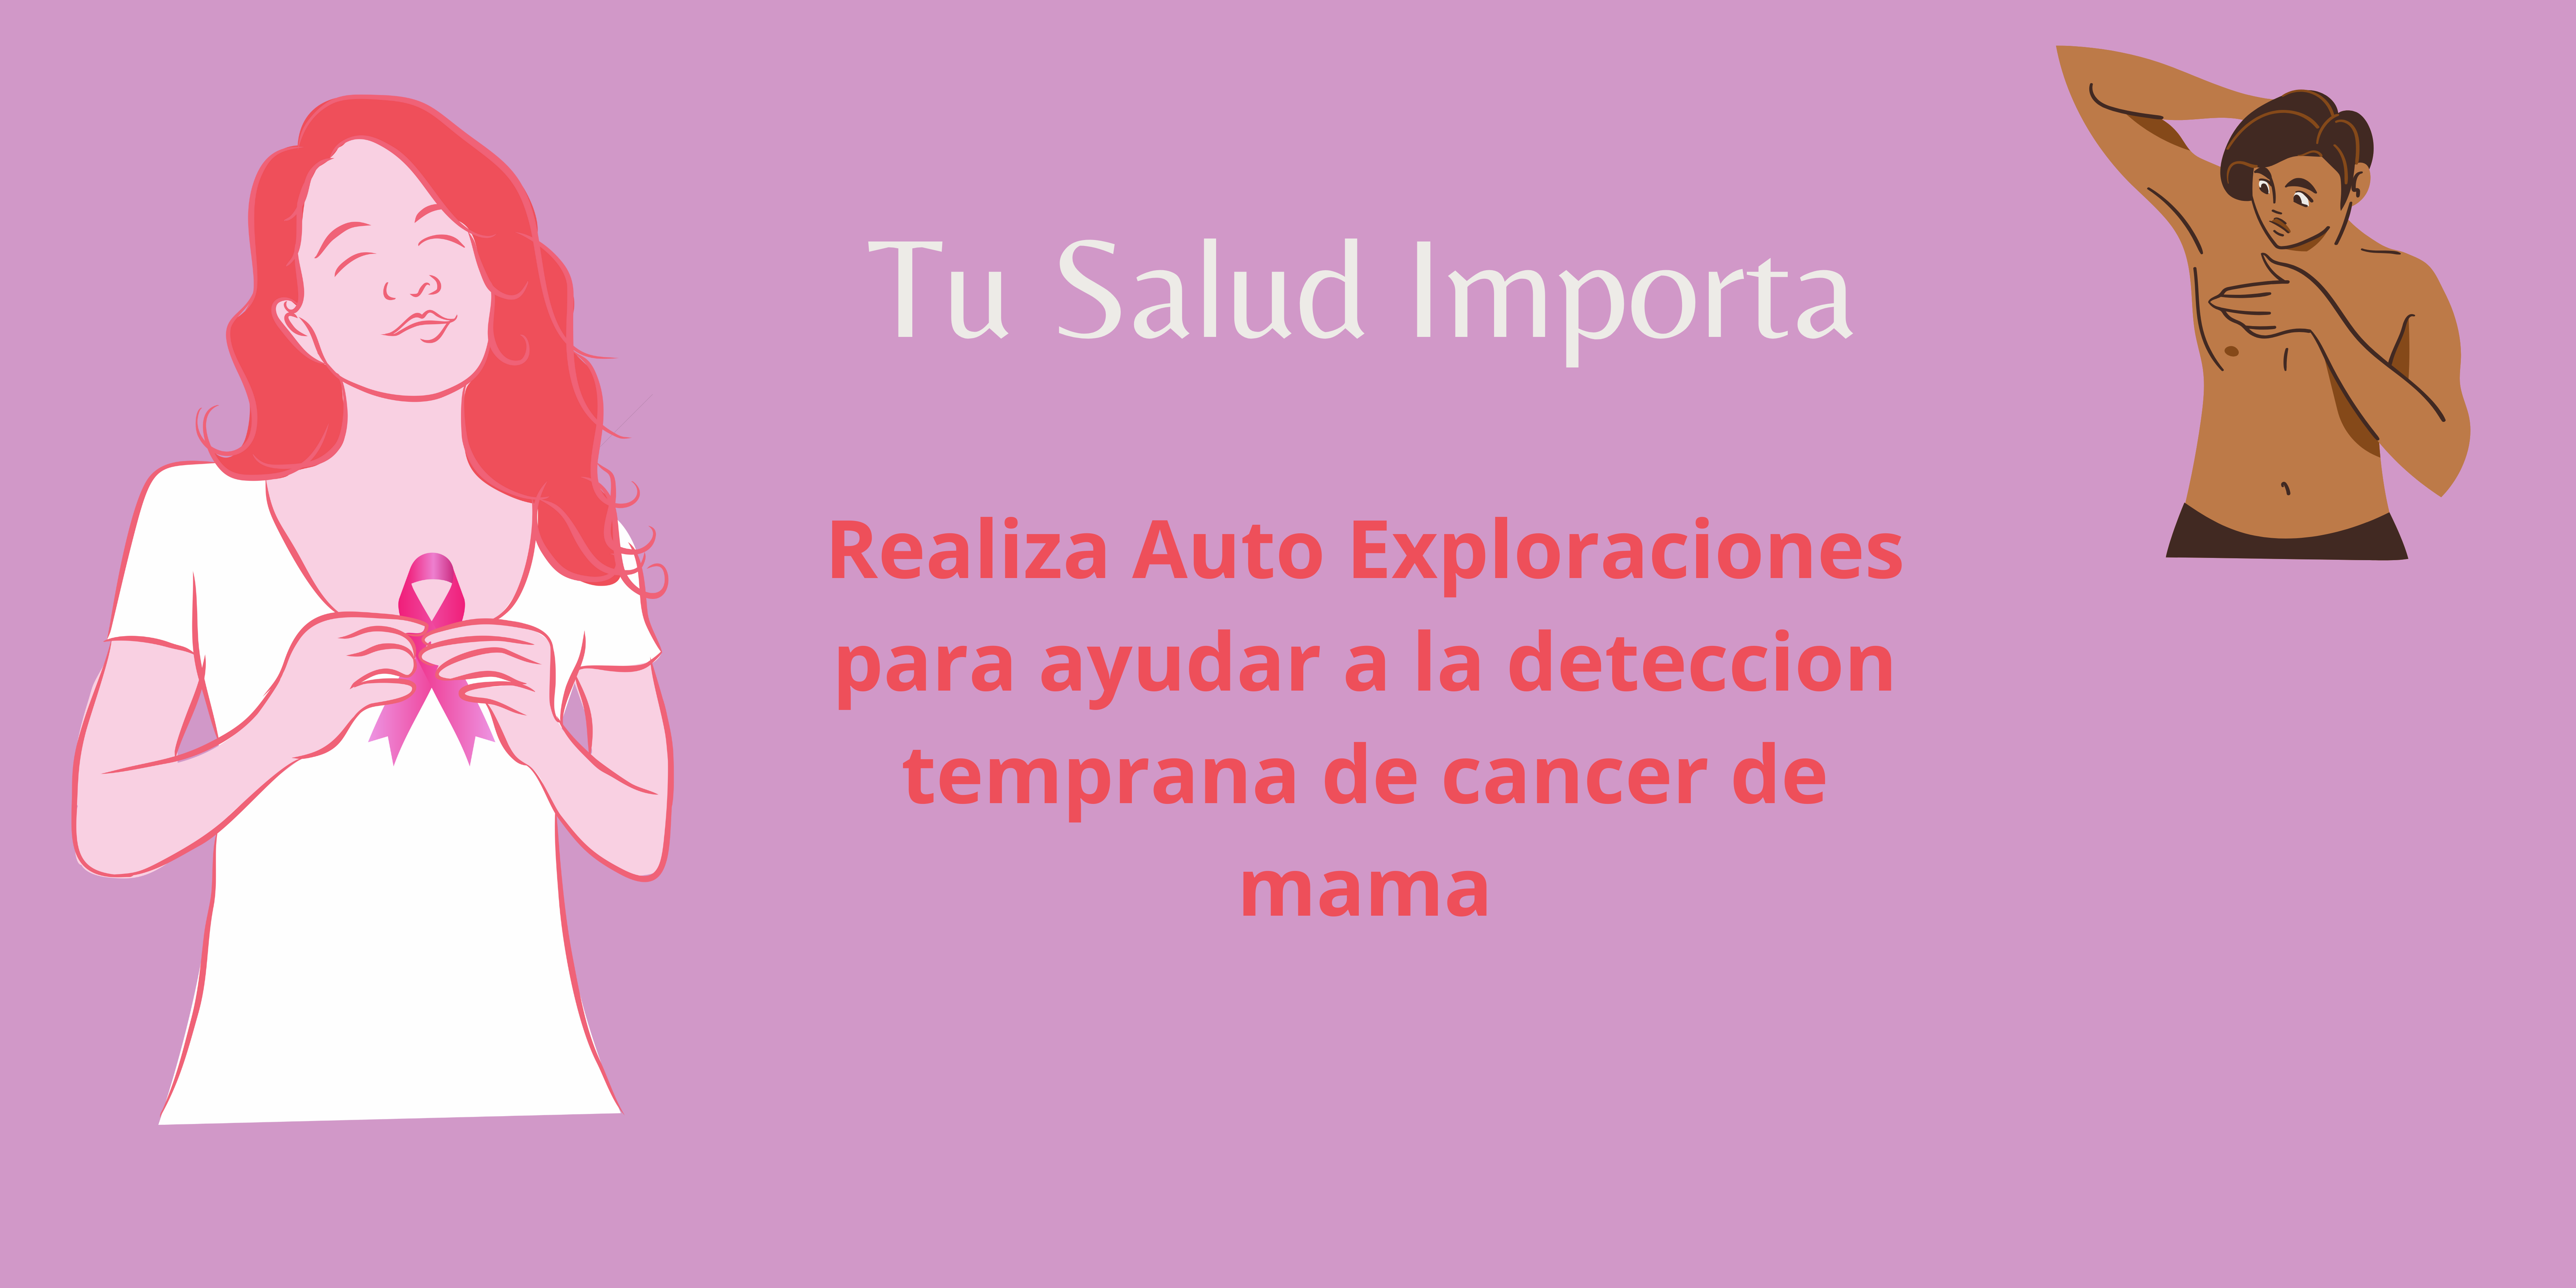 Tu Salud Importa
Realiza Auto Exploraciones
para ayudar a la deteccion
temprana de cancer de
mama